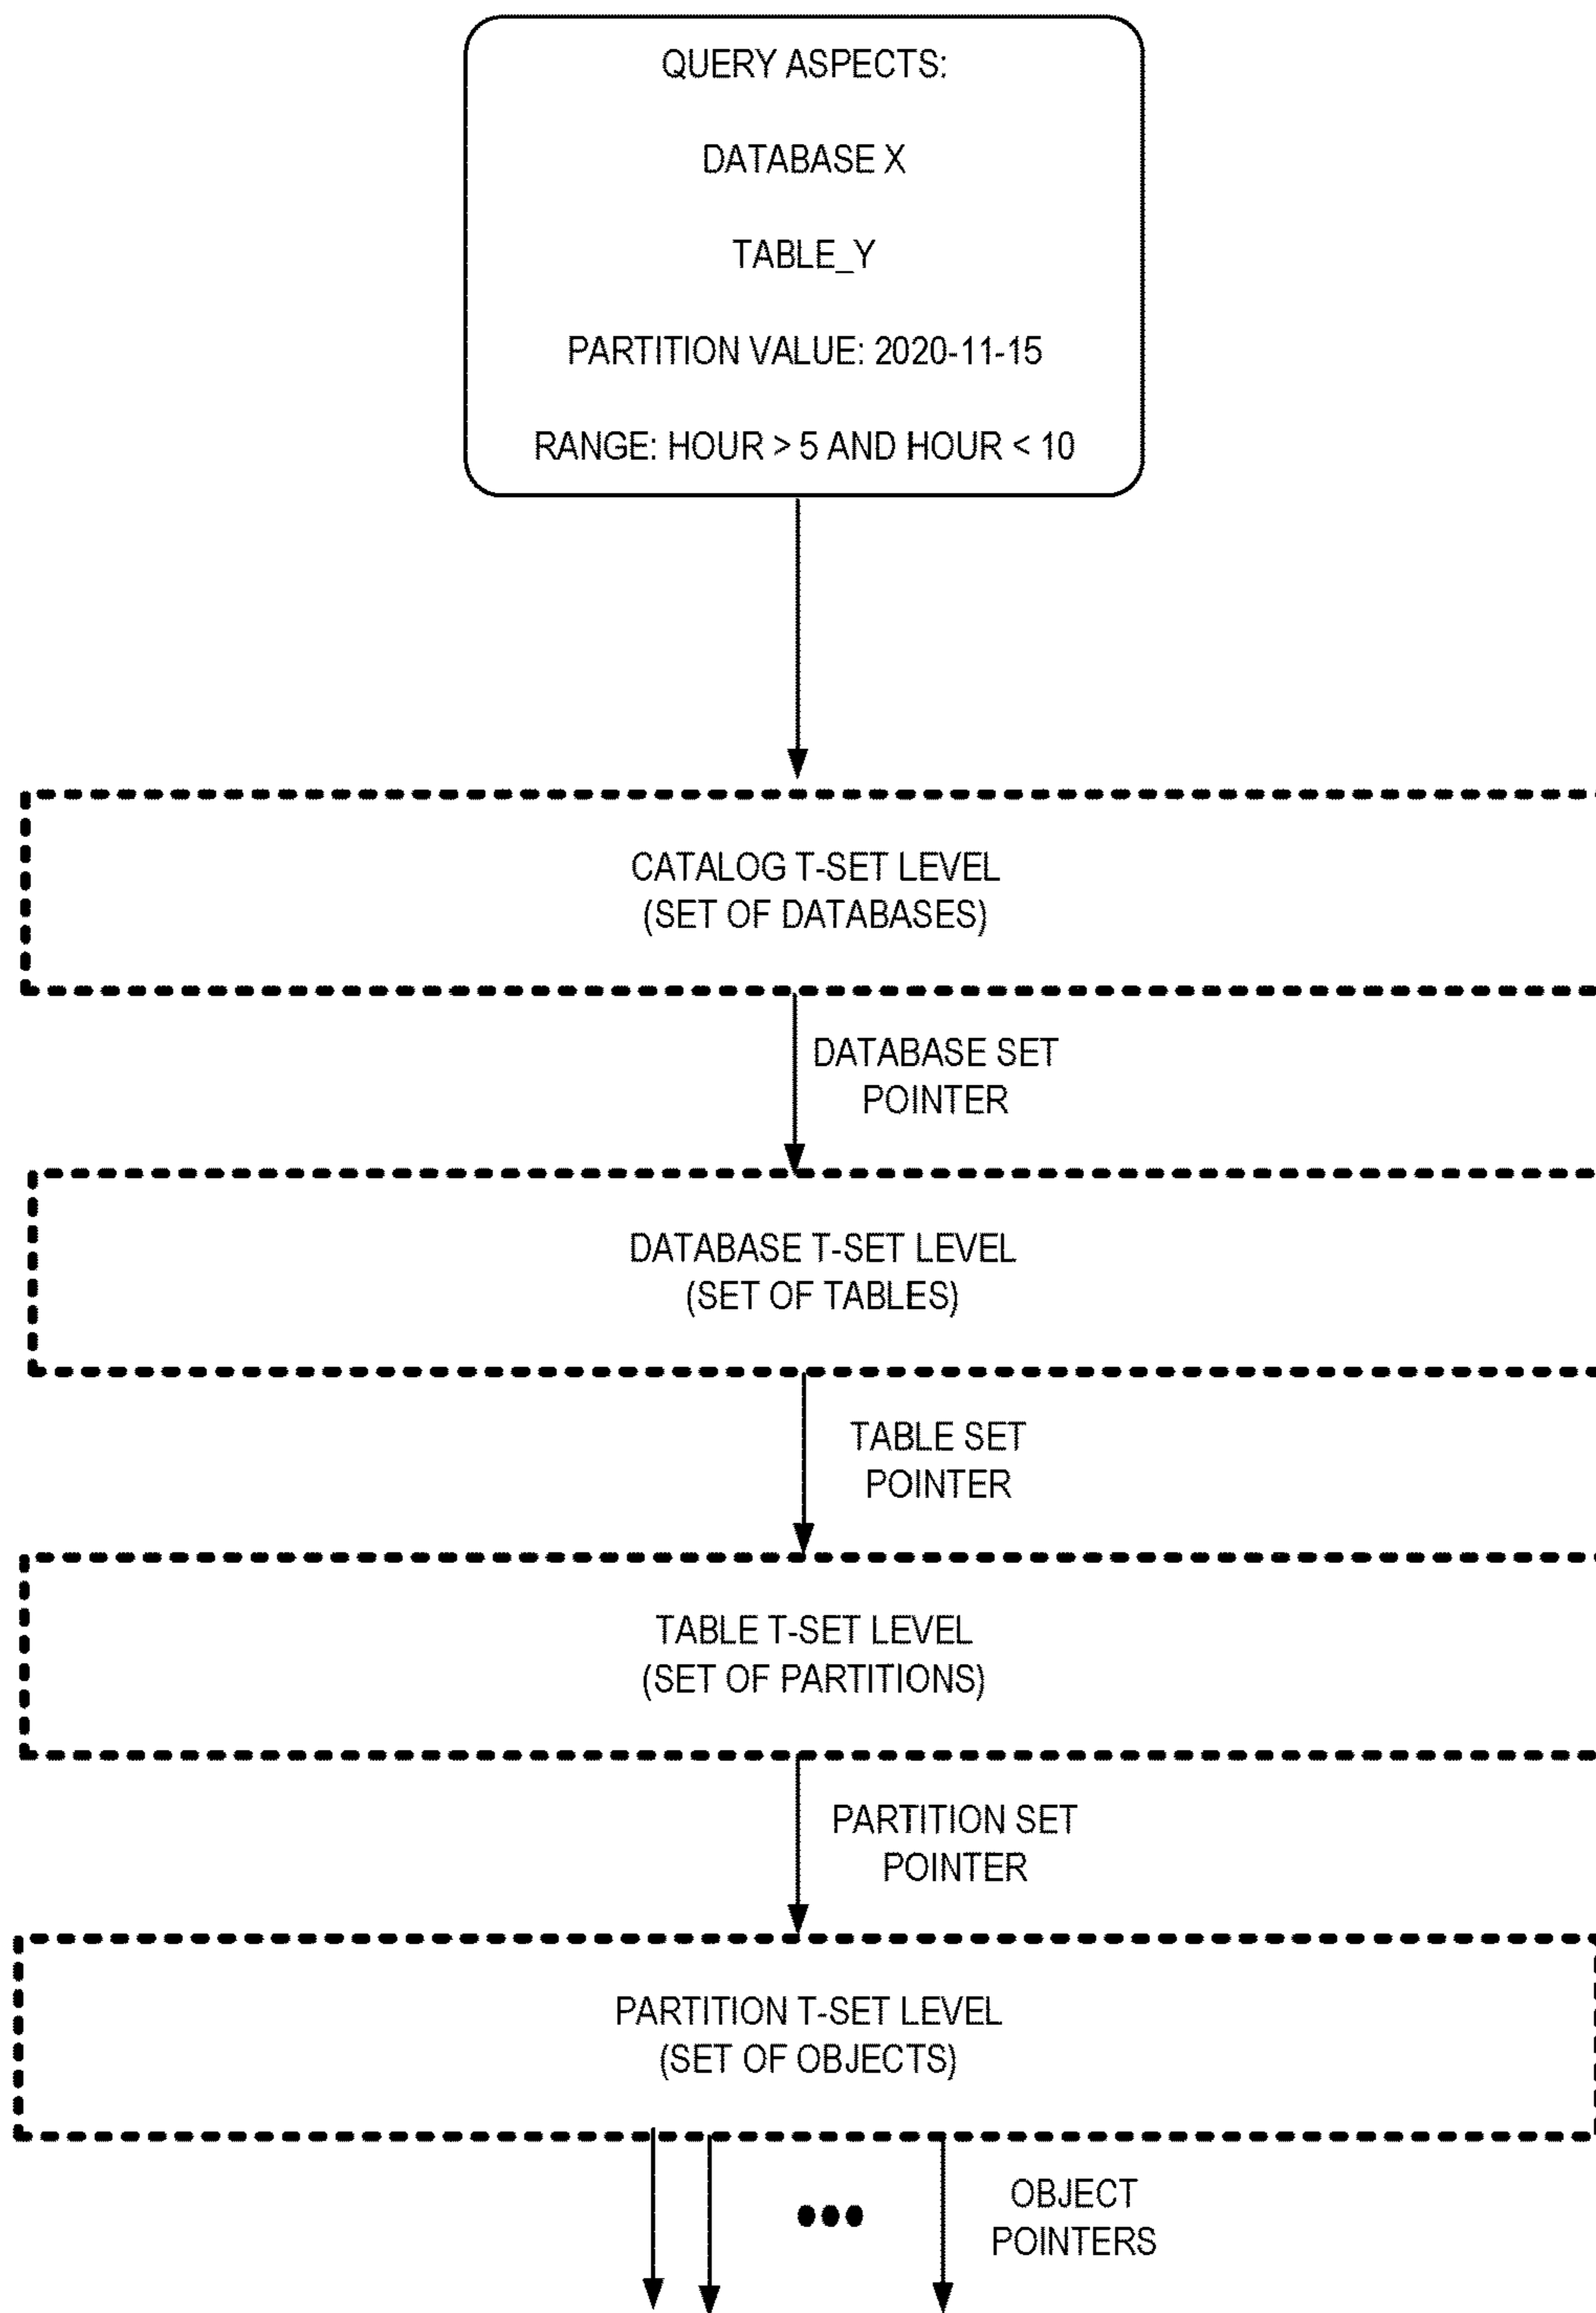 QUERY ASPECTS:
DATABASE X
TABLE_Y
PARTITION VALUE: 2020-11-15
RANGE: HOUR > 5 AND HOUR < 10
CATALOG T-SET LEVEL
(SET OF DATABASES)
DATABASE SET
POINTER
DATABASE T-SET LEVEL
(SET OF TABLES)
TABLE SET
POINTER
TABLE T-SET LEVEL
(SET OF PARTITIONS)
PARTITION SET
POINTER
PARTITION T-SET LEVEL
(SET OF OBJECTS)
OBJECT
POINTERS